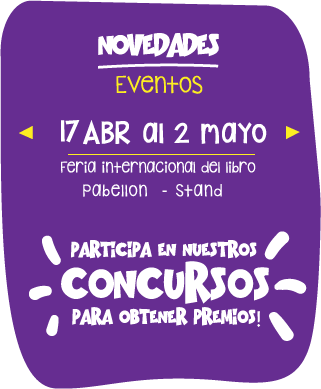 NOVEDADES
Eventos
17 ABR al 2 mayo
Feria internacional del libro
Pabellon - Stand
PARTICIPA EN NUESTROS
CONCURSOS
PARA OBTENER PREMIOS!